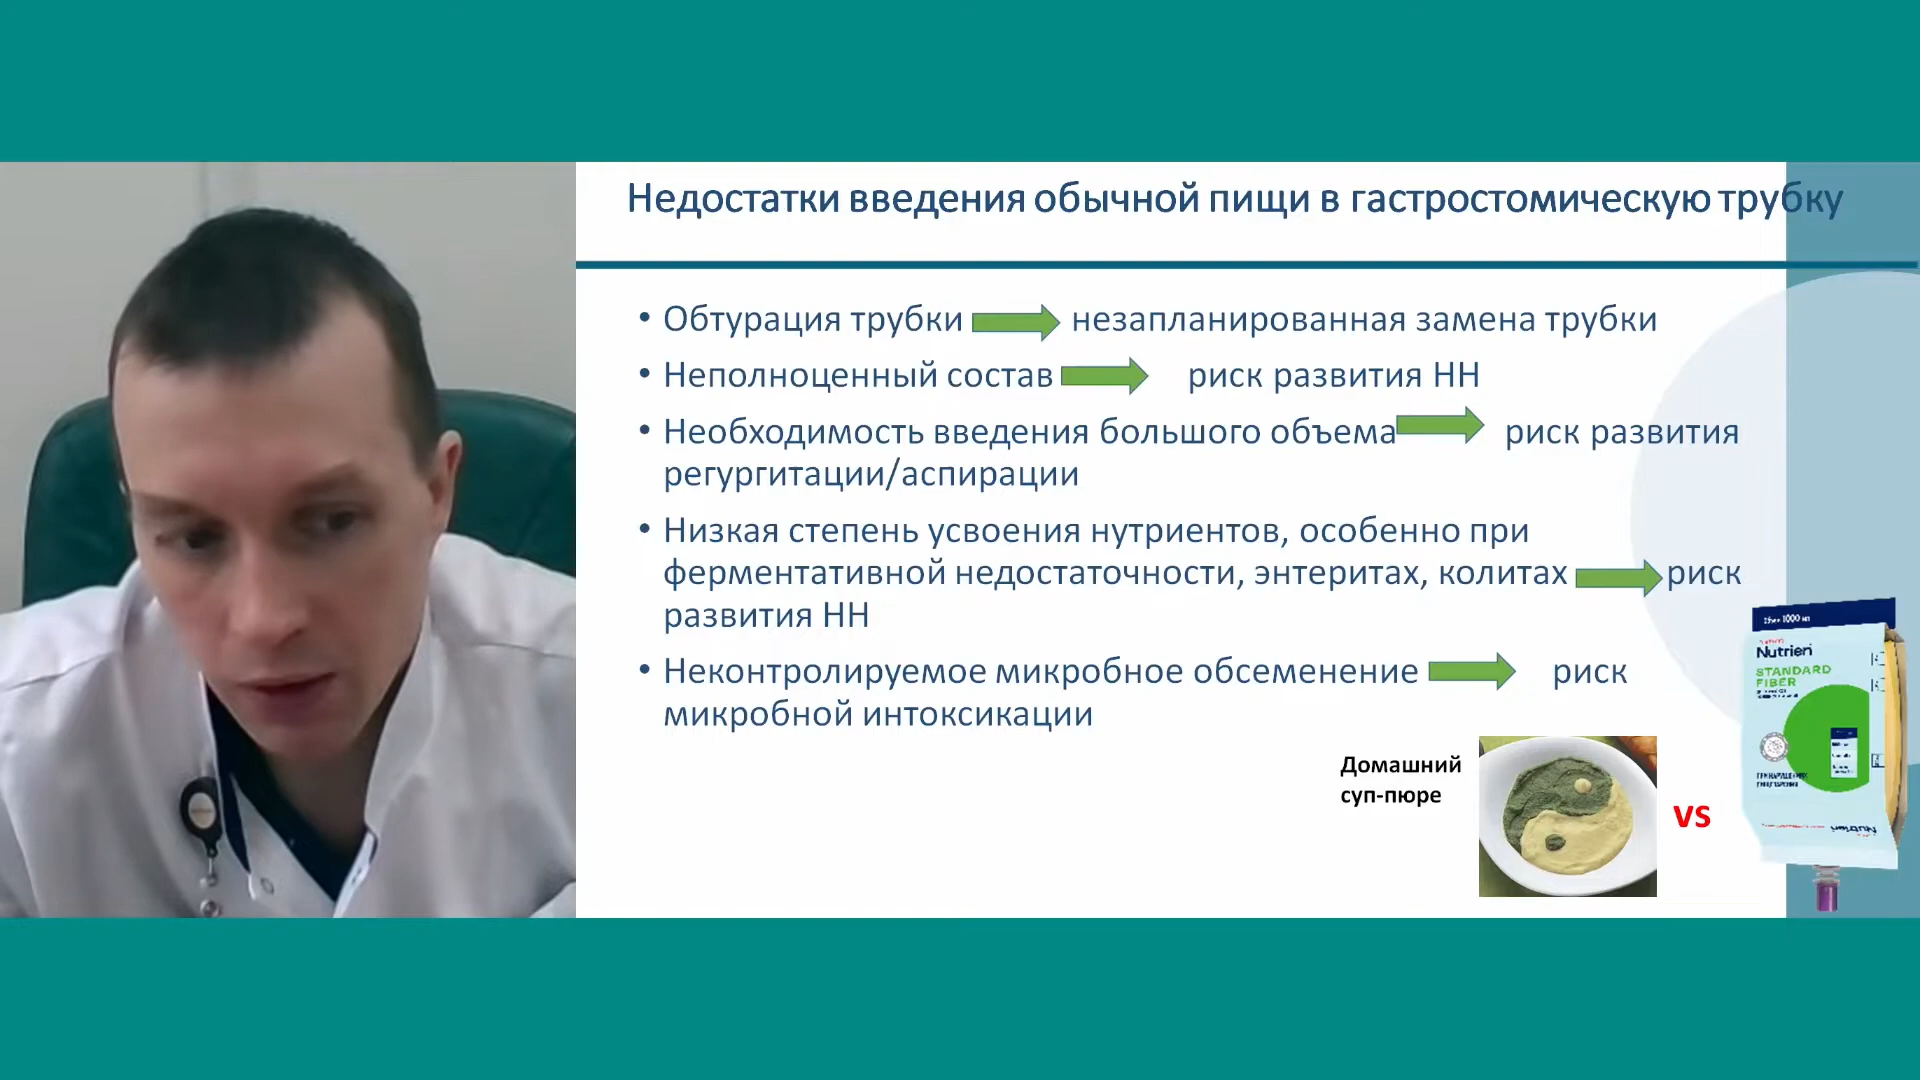 Недостатки введения обычной пищи в гастростомическую трубку
• Обтурация трубки незапланированная замена трубки
• Неполноценный состав риск развития НН
• Необходимость введения большого объема риск развития
регургитации/аспирации
• Низкая степень усвоения нутриентов, особенно при
ферментативной недостаточности, энтеритах, колитах риск
развития НН
• Неконтролируемое микробное обсеменение риск
микробной интоксикации
Домашний
суп-пюре
vs
1000 мл
Nutrien
STANDARD
FIBER